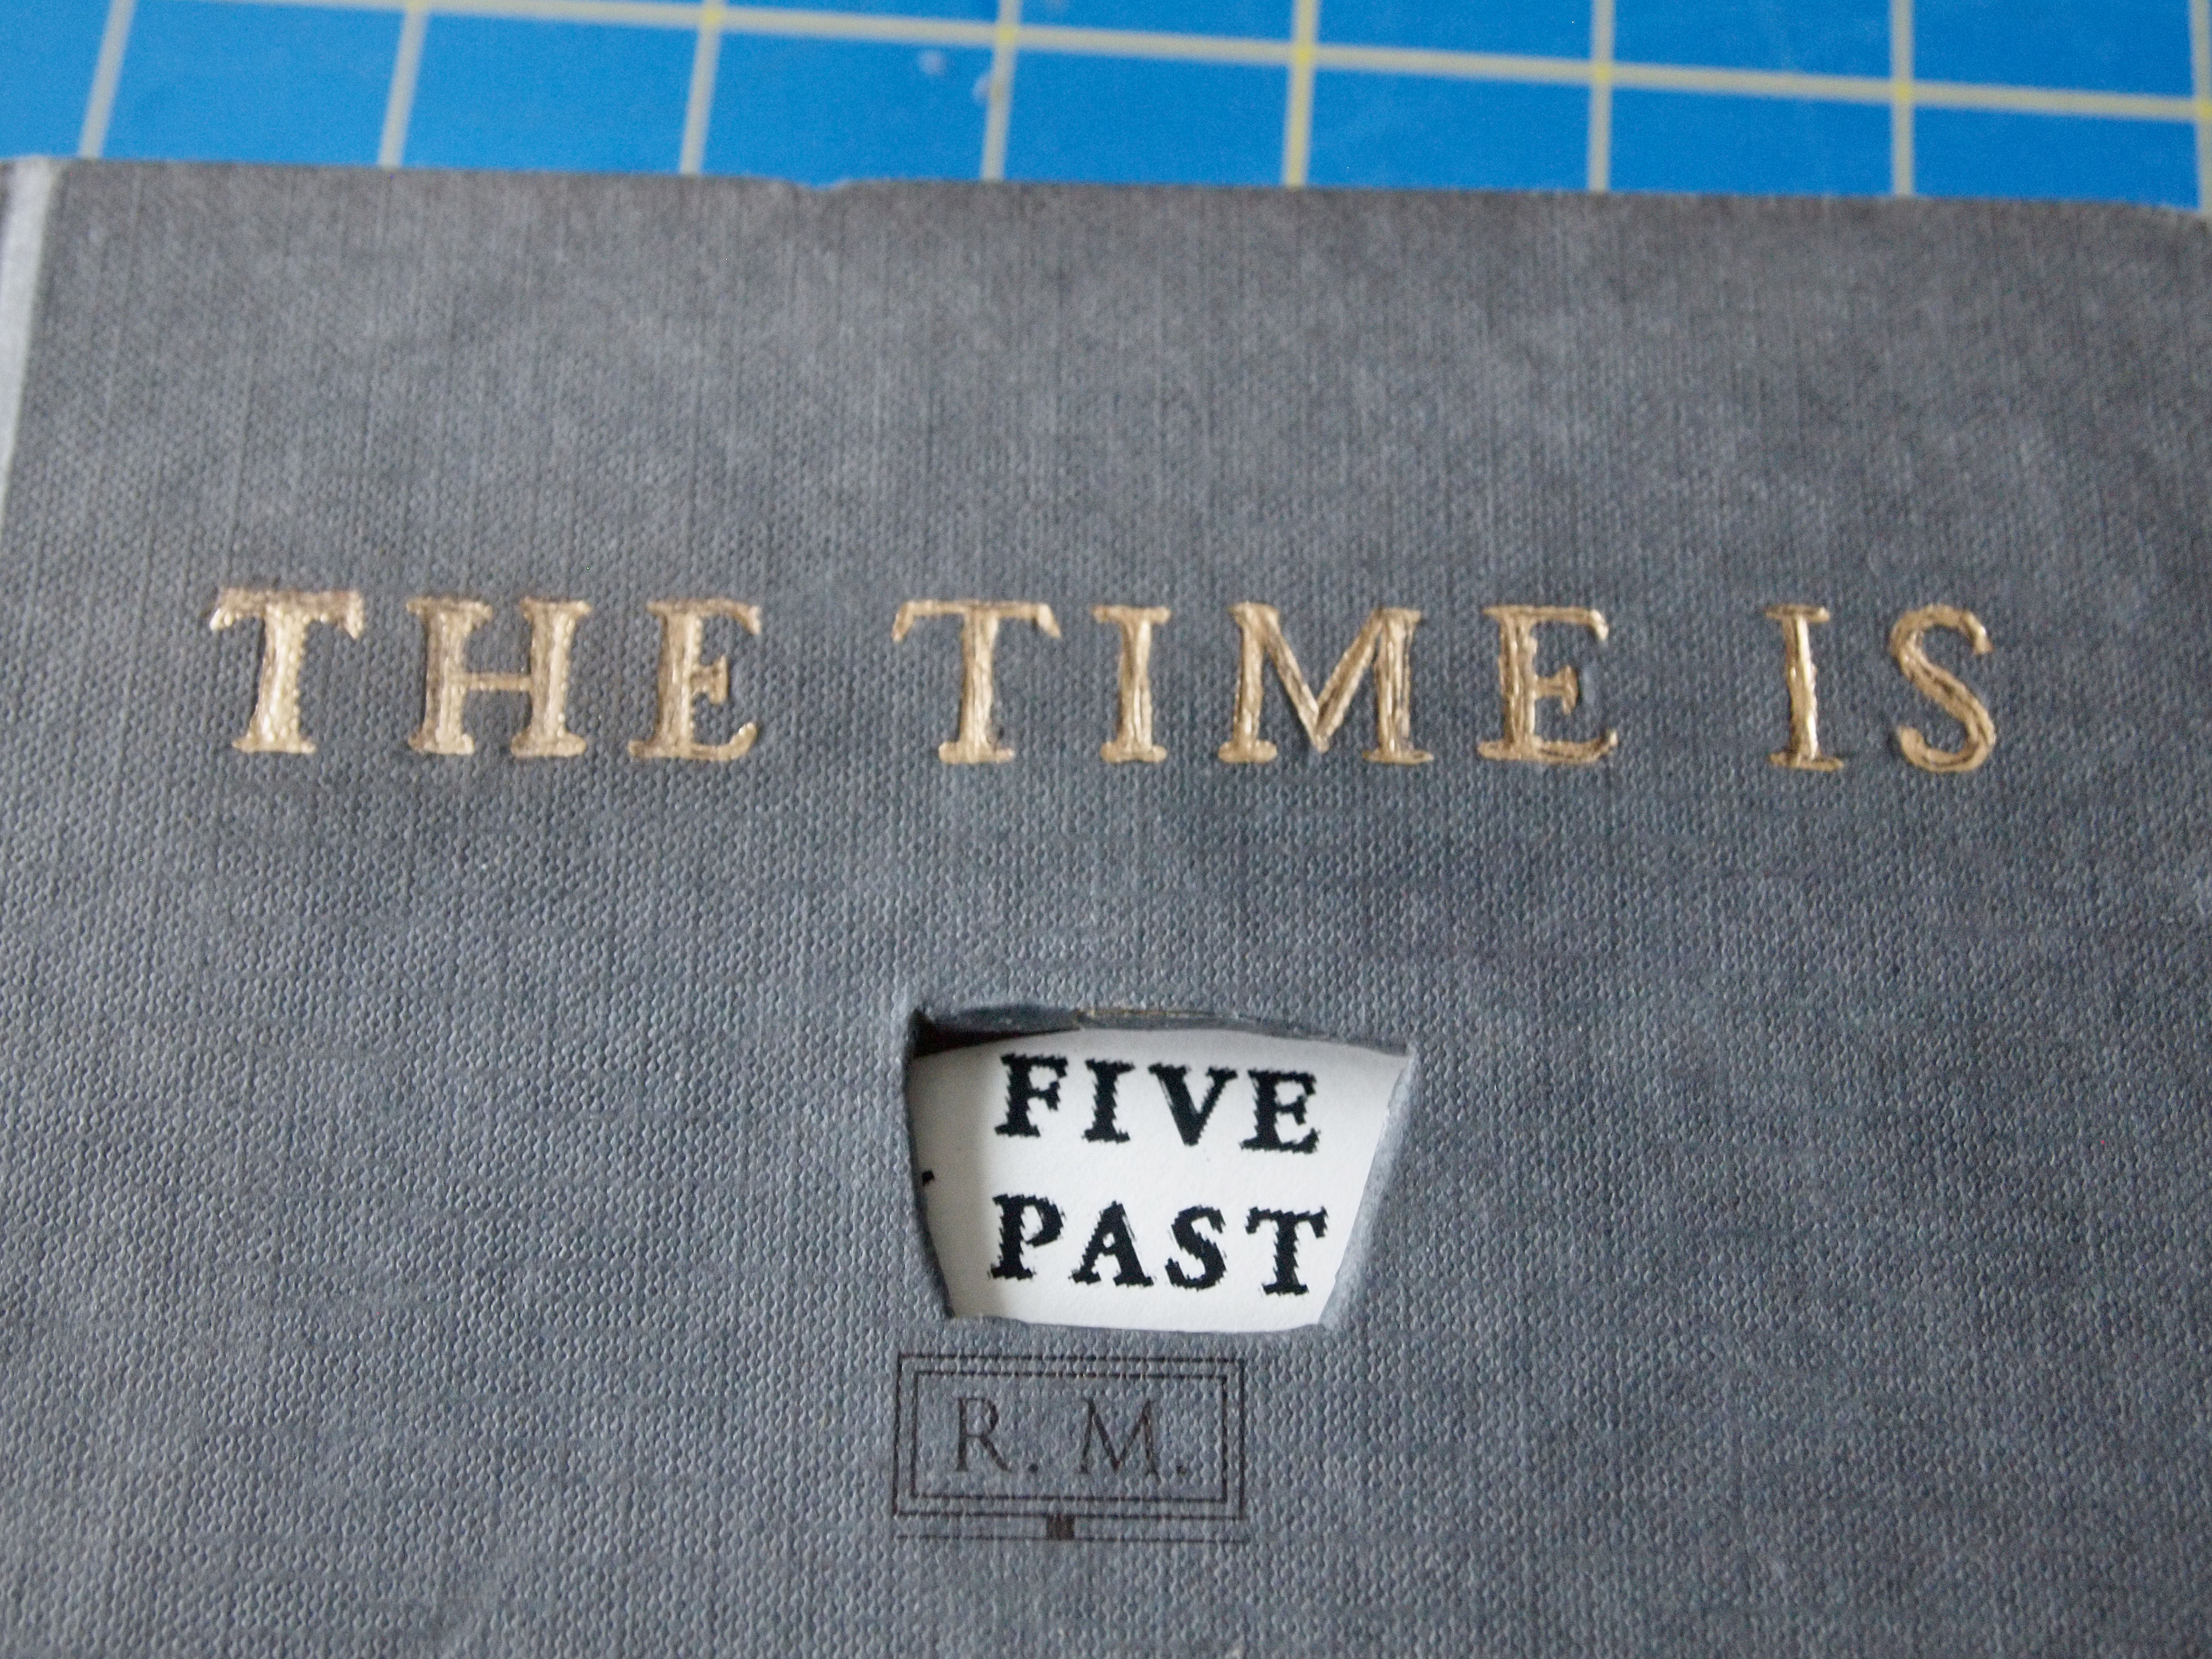 THE TIME IS
FIVE
PAST
R. M.